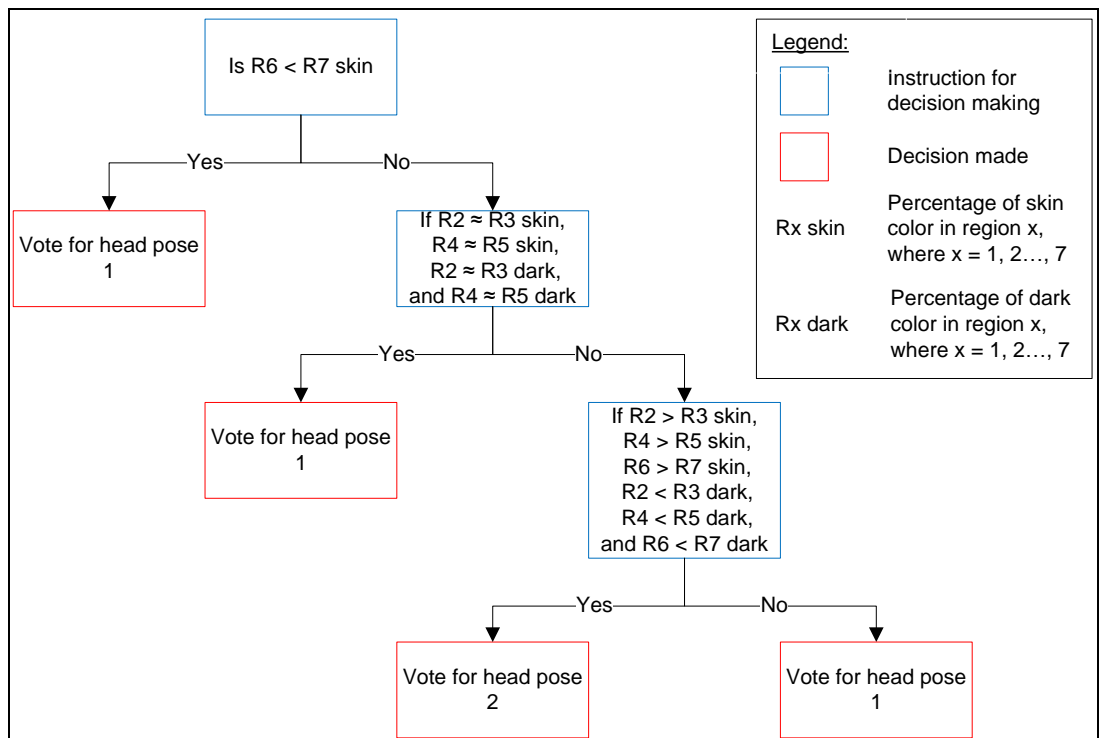 Is R6 < R7 skin
Legend:
instruction for
decision making
Decision made
Rx skin
Percentage of skin
color in region x,
where x = 1, 2…, 7
Rx dark
Percentage of dark
color in region x,
where x = 1, 2…, 7
Yes
No
Vote for head pose
1
If R2 ≈ R3 skin,
R4 ≈ R5 skin,
R2 ≈ R3 dark,
and R4 ≈ R5 dark
Yes
No
Vote for head pose
1
If R2 > R3 skin,
R4 > R5 skin,
R6 > R7 skin,
R2 < R3 dark,
R4 < R5 dark,
and R6 < R7 dark
Yes
No
Vote for head pose
2
Vote for head pose
1